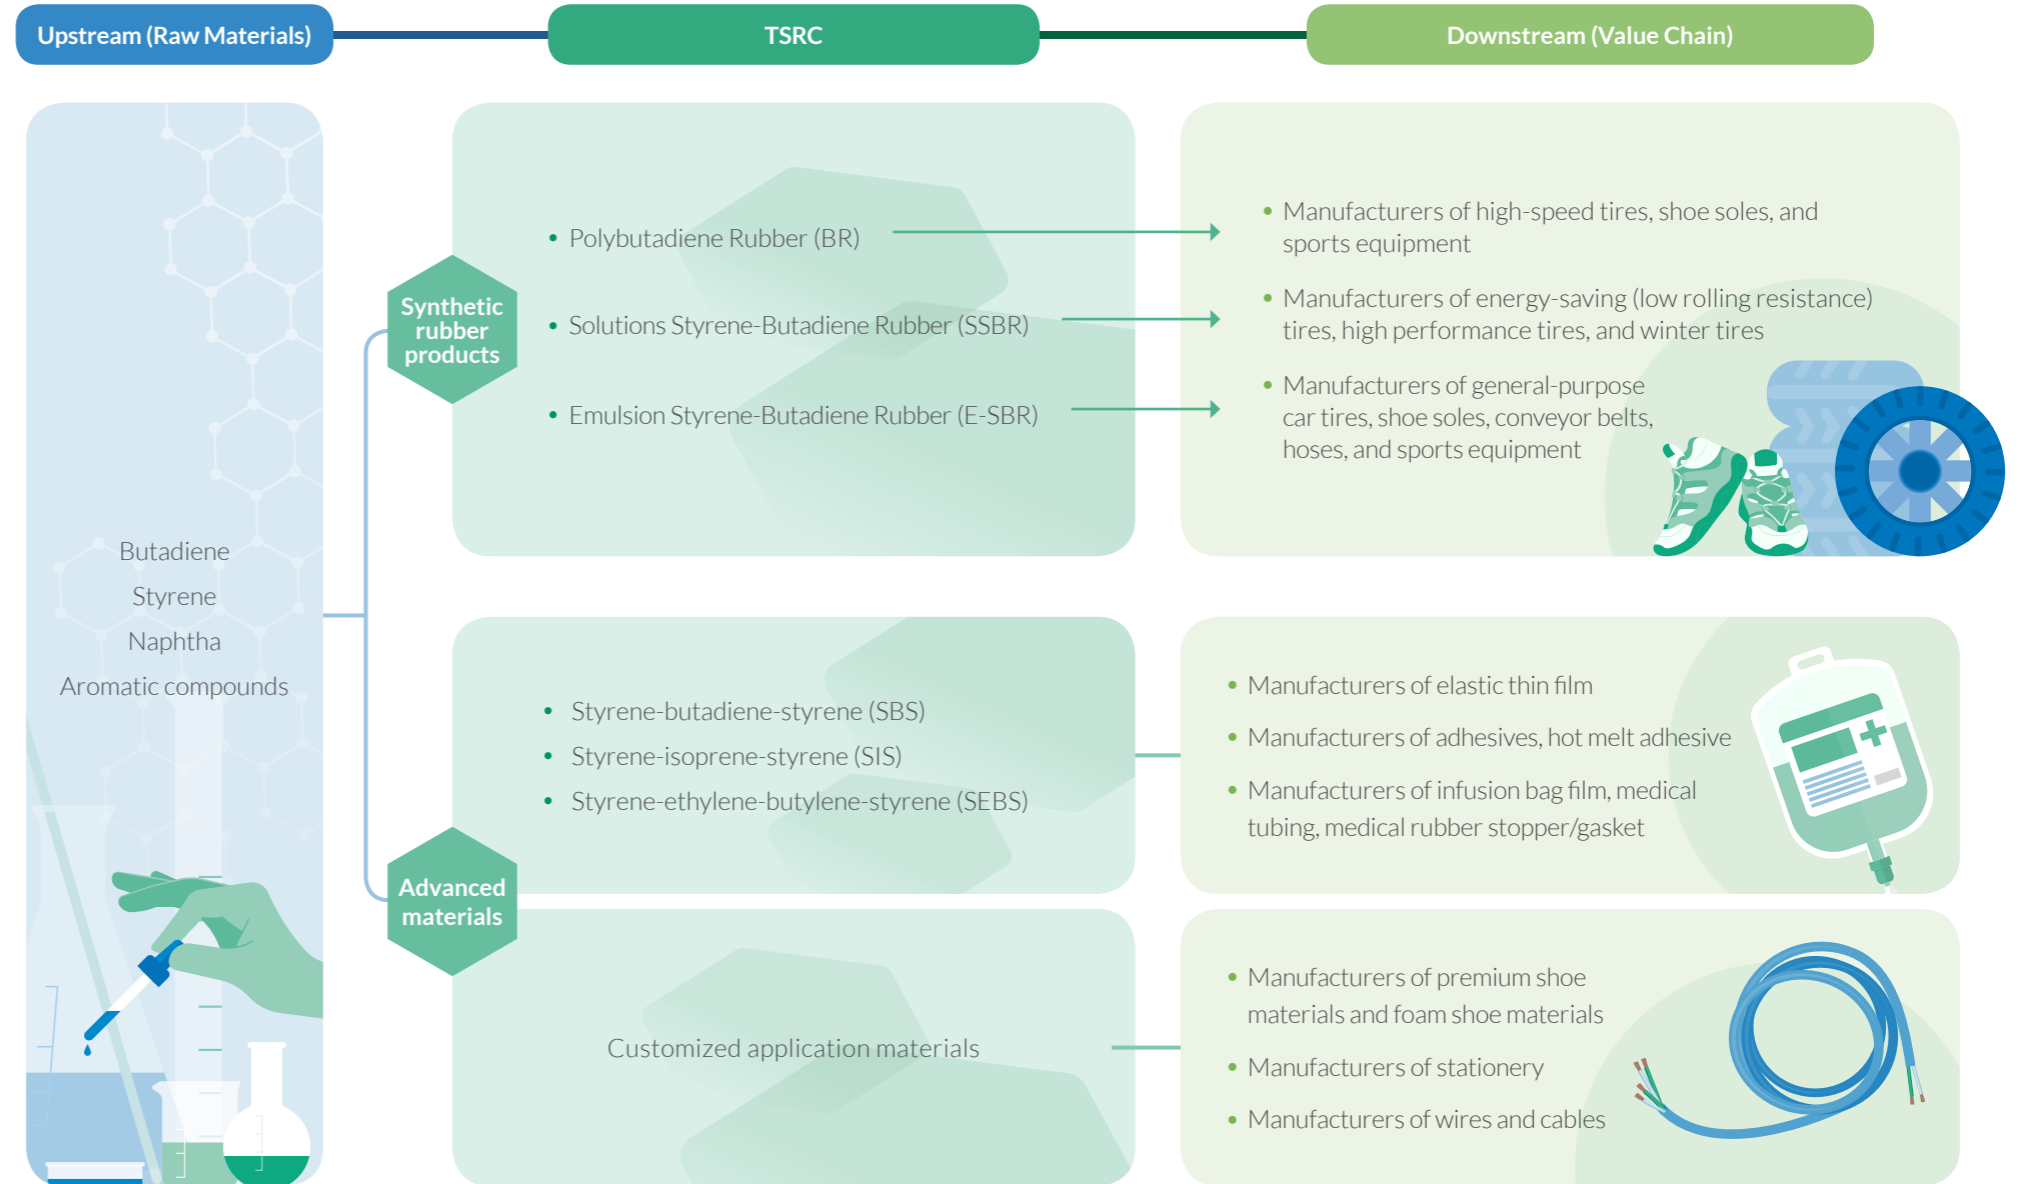 Upstream (Raw Materials)
TSRC
Downstream (Value Chain)
Butadiene
Styrene
Naphtha
Aromatic compounds
Synthetic
rubber
products
• Polybutadiene Rubber (BR)
• Solutions Styrene-Butadiene Rubber (SSBR)
• Emulsion Styrene-Butadiene Rubber (E-SBR)
• Manufacturers of high-speed tires, shoe soles, and
sports equipment
• Manufacturers of energy-saving (low rolling resistance)
tires, high performance tires, and winter tires
• Manufacturers of general-purpose
car tires, shoe soles, conveyor belts,
hoses, and sports equipment
Advanced
materials
• Styrene-butadiene-styrene (SBS)
• Styrene-isoprene-styrene (SIS)
• Styrene-ethylene-butylene-styrene (SEBS)
• Manufacturers of elastic thin film
• Manufacturers of adhesives, hot melt adhesive
• Manufacturers of infusion bag film, medical
tubing, medical rubber stopper/gasket
Customized application materials
• Manufacturers of premium shoe
materials and foam shoe materials
• Manufacturers of stationery
• Manufacturers of wires and cables